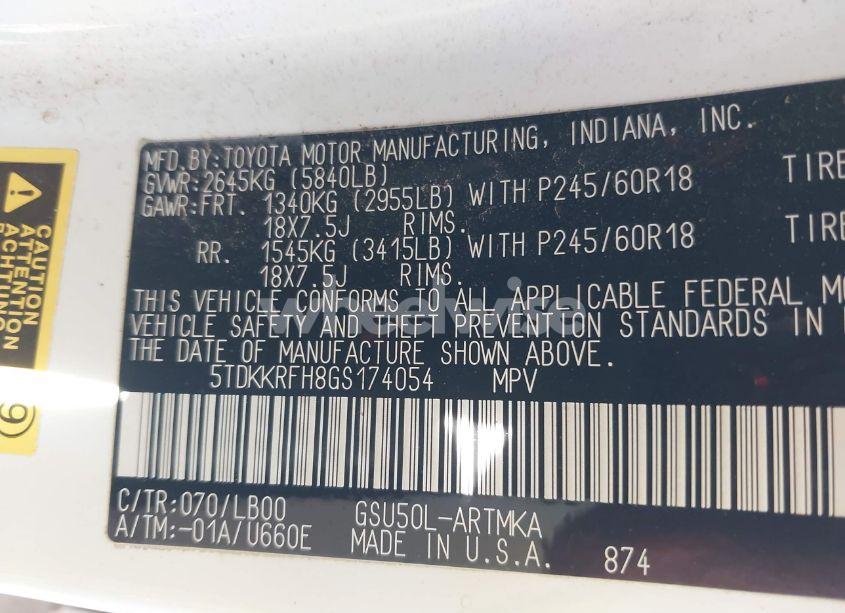 MFD. BY: TOYOTA MOTOR MANUFACTURING, INDIANA, INC.
GVWR: 2645KG (5840LB)
GAWR: FRT. 1340KG (2955LB) WITH P245/60R18 TIRE
18X7.5J RIMS.
RR. 1545KG (3415LB) WITH P245/60R18 TIRE
18X7.5J RIMS.
THIS VEHICLE CONFORMS TO ALL APPLICABLE FEDERAL MO
VEHICLE SAFETY AND THEFT PREVENTION STANDARDS IN
THE DATE OF MANUFACTURE SHOWN ABOVE.
5TDKKRFH8GS174054 MPV
C/TR: 070/LB00 GSU50L-ARTMKA
A/TM: -01A/U660E MADE IN U.S.A. 874
CAUTION
ATTENTION
ACHTUNG
wheelwise